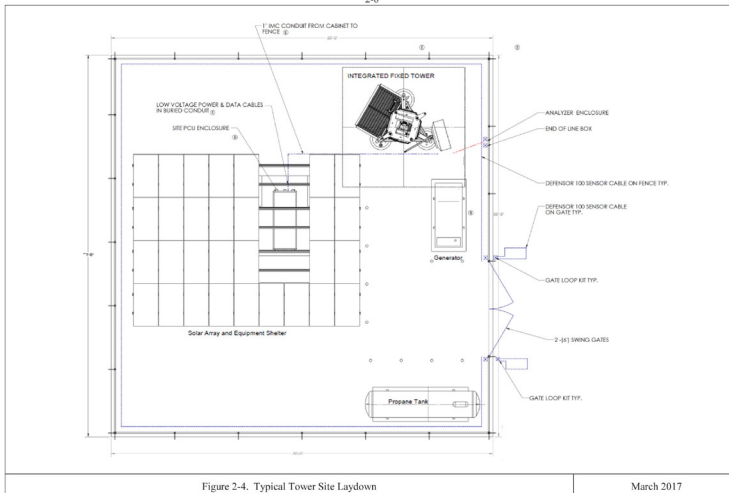 2-8
1" IMC CONDUIT FROM CABINET TO
FENCE
INTEGRATED FIXED TOWER
LOW VOLTAGE POWER & DATA CABLES
IN BURIED CONDUIT
SITE PCU ENCLOSURE
ANALYZER ENCLOSURE
END OF LINE BOX
DEFENSOR 100 SENSOR CABLE ON FENCE TYP.
DEFENSOR 100 SENSOR CABLE
ON GATE TYP.
Generator
GATE LOOP KIT TYP.
Solar Array and Equipment Shelter
2 -(6') SWING GATES
Propane Tank
GATE LOOP KIT TYP.
Figure 2-4. Typical Tower Site Laydown
March 2017